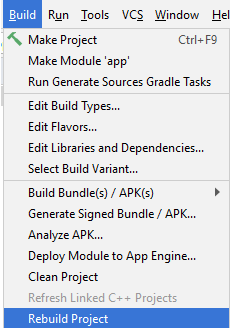 Build Run Tools VCS Window Hel
Make Project Ctrl+F9
Make Module 'app'
Run Generate Sources Gradle Tasks
Edit Build Types...
Edit Flavors...
Edit Libraries and Dependencies...
Select Build Variant...
Build Bundle(s) / APK(s)
Generate Signed Bundle / APK...
Analyze APK...
Deploy Module to App Engine...
Clean Project
Refresh Linked C++ Projects
Rebuild Project